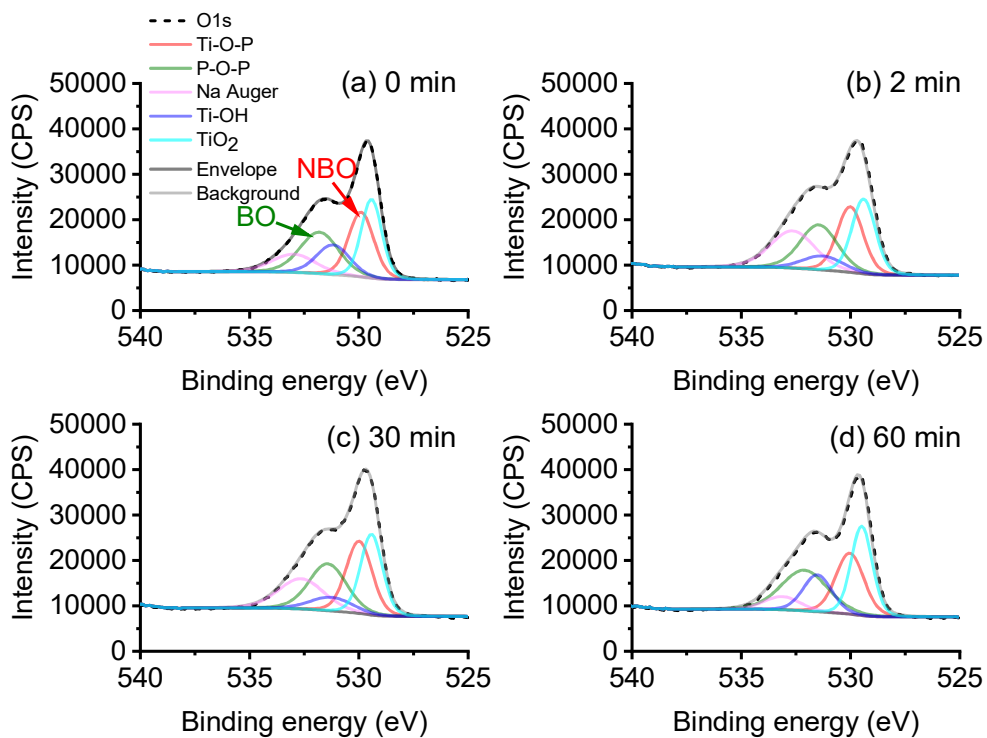 O1s
Ti-O-P
P-O-P
Na Auger
Ti-OH
TiO2
Envelope
Background
(a) 0 min
NBO
BO
50000
40000
30000
20000
10000
0
540
535
530
525
Intensity (CPS)
Binding energy (eV)
(b) 2 min
50000
40000
30000
20000
10000
0
540
535
530
525
Intensity (CPS)
Binding energy (eV)
(c) 30 min
50000
40000
30000
20000
10000
0
540
535
530
525
Intensity (CPS)
Binding energy (eV)
(d) 60 min
50000
40000
30000
20000
10000
0
540
535
530
525
Intensity (CPS)
Binding energy (eV)